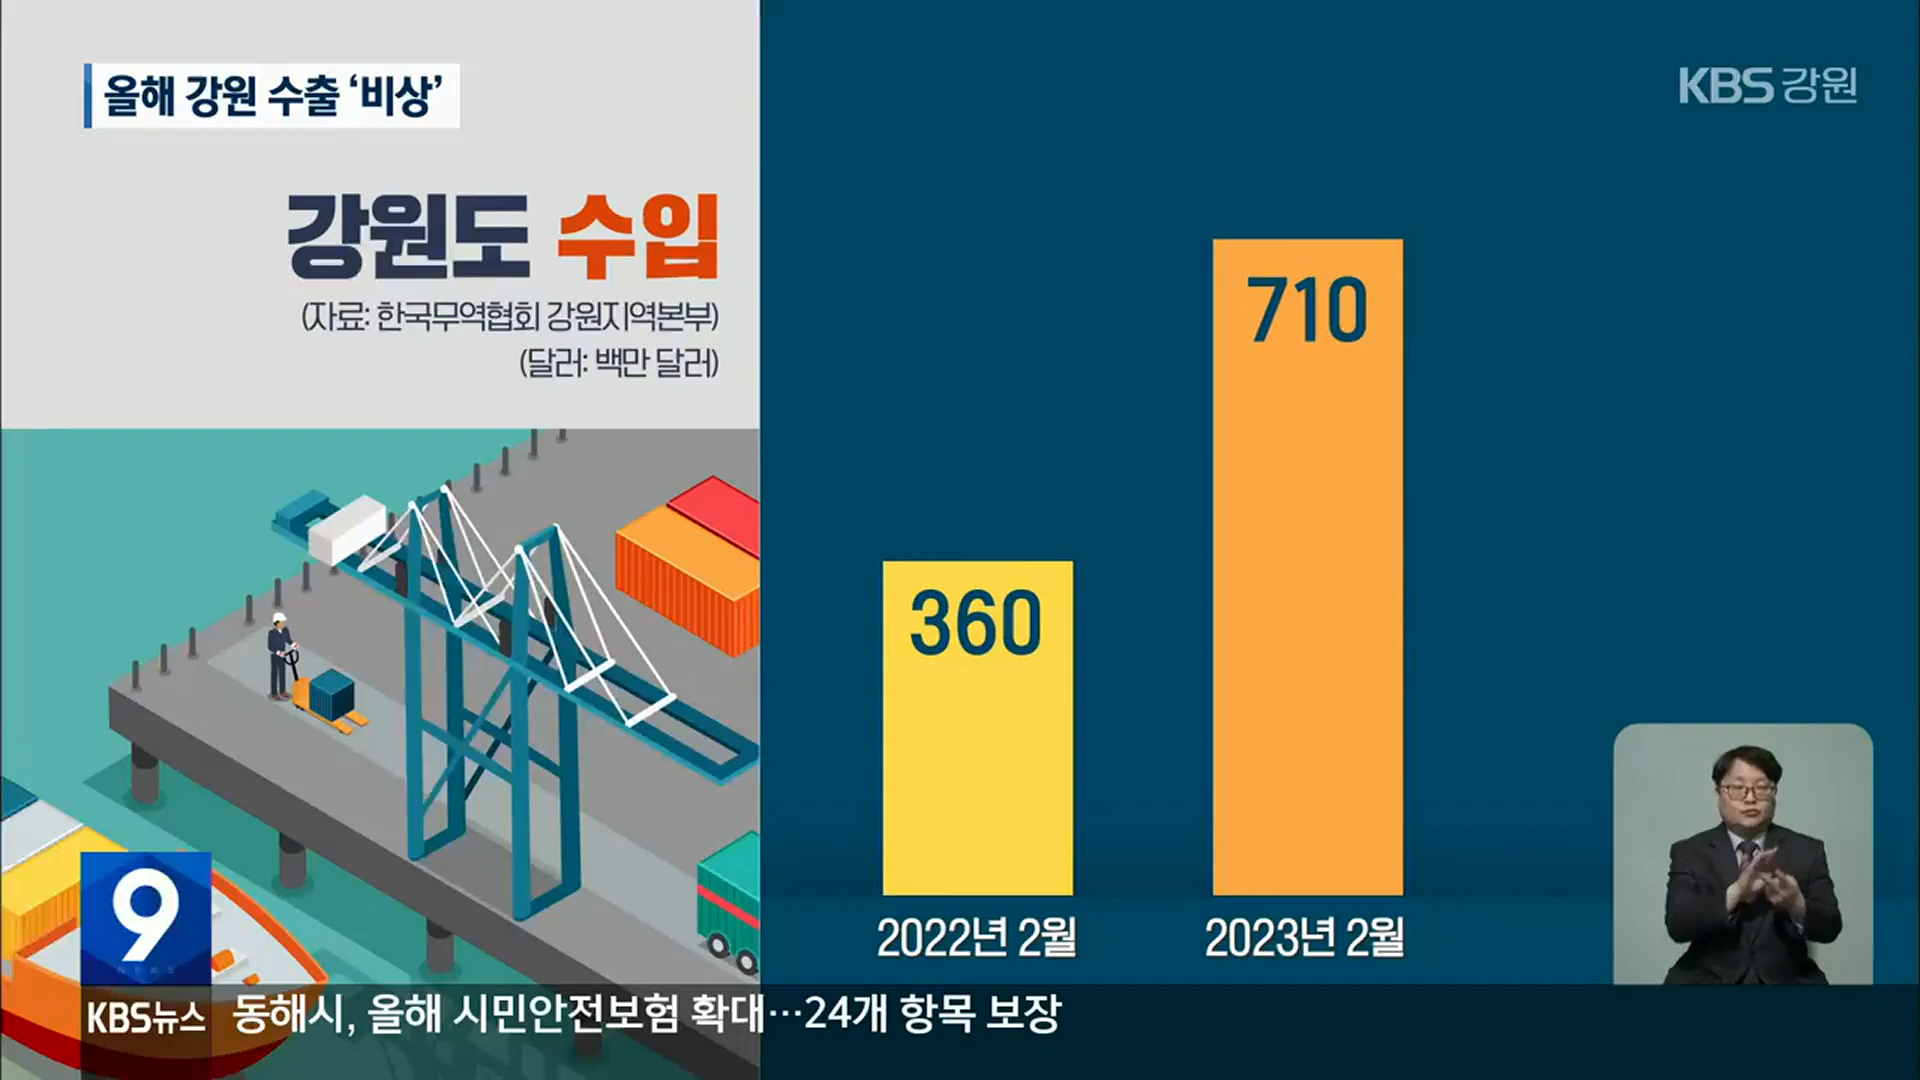 올해 강원 수출 ‘비상’
KBS 강원
강원도 수입
(자료: 한국무역협회 강원지역본부)
(달러: 백만 달러)
710
360
2022년 2월
2023년 2월
9
NEWS
KBS뉴스
동해시, 올해 시민안전보험 확대…24개 항목 보장